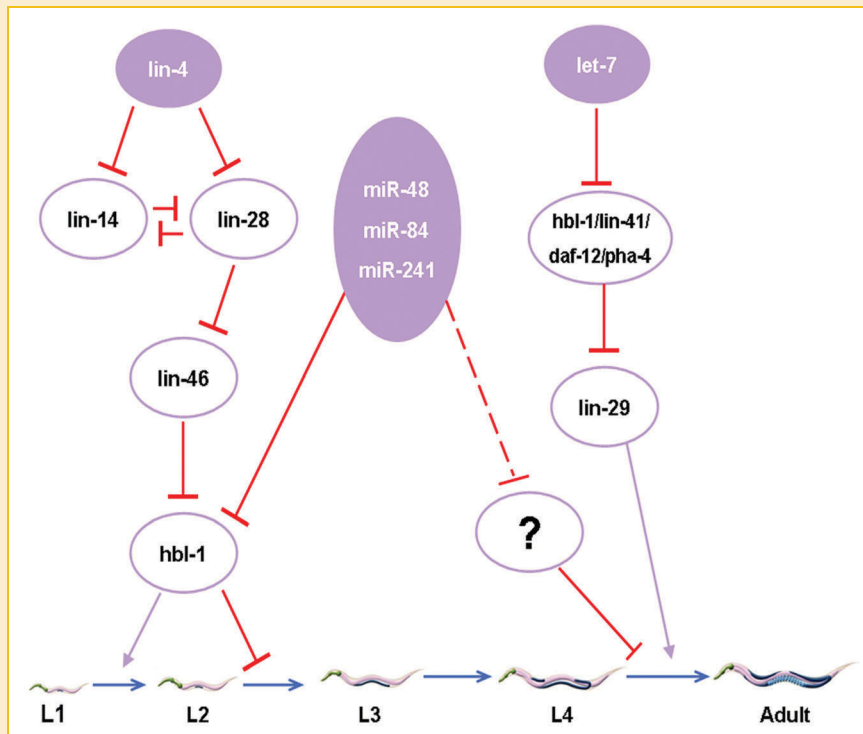 lin-4
let-7
miR-48
miR-84
miR-241
lin-14
lin-28
hbl-1/lin-41/
daf-12/pha-4
lin-46
lin-29
hbl-1
?
L1
L2
L3
L4
Adult